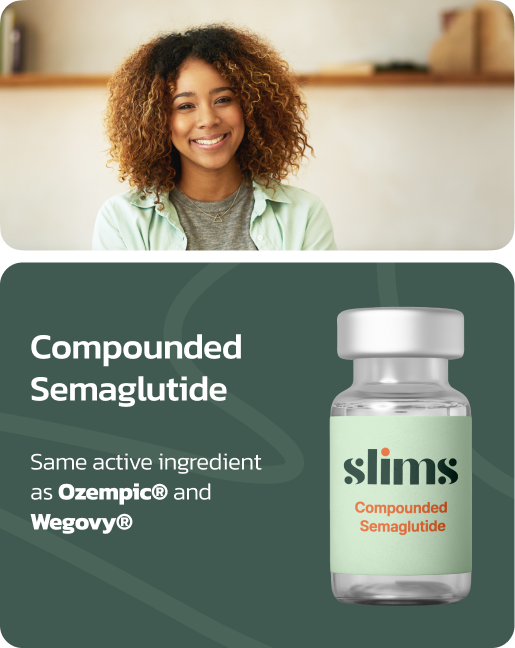 Compounded
Semaglutide
Same active ingredient
as Ozempic® and
Wegovy®
slims
Compounded
Semaglutide